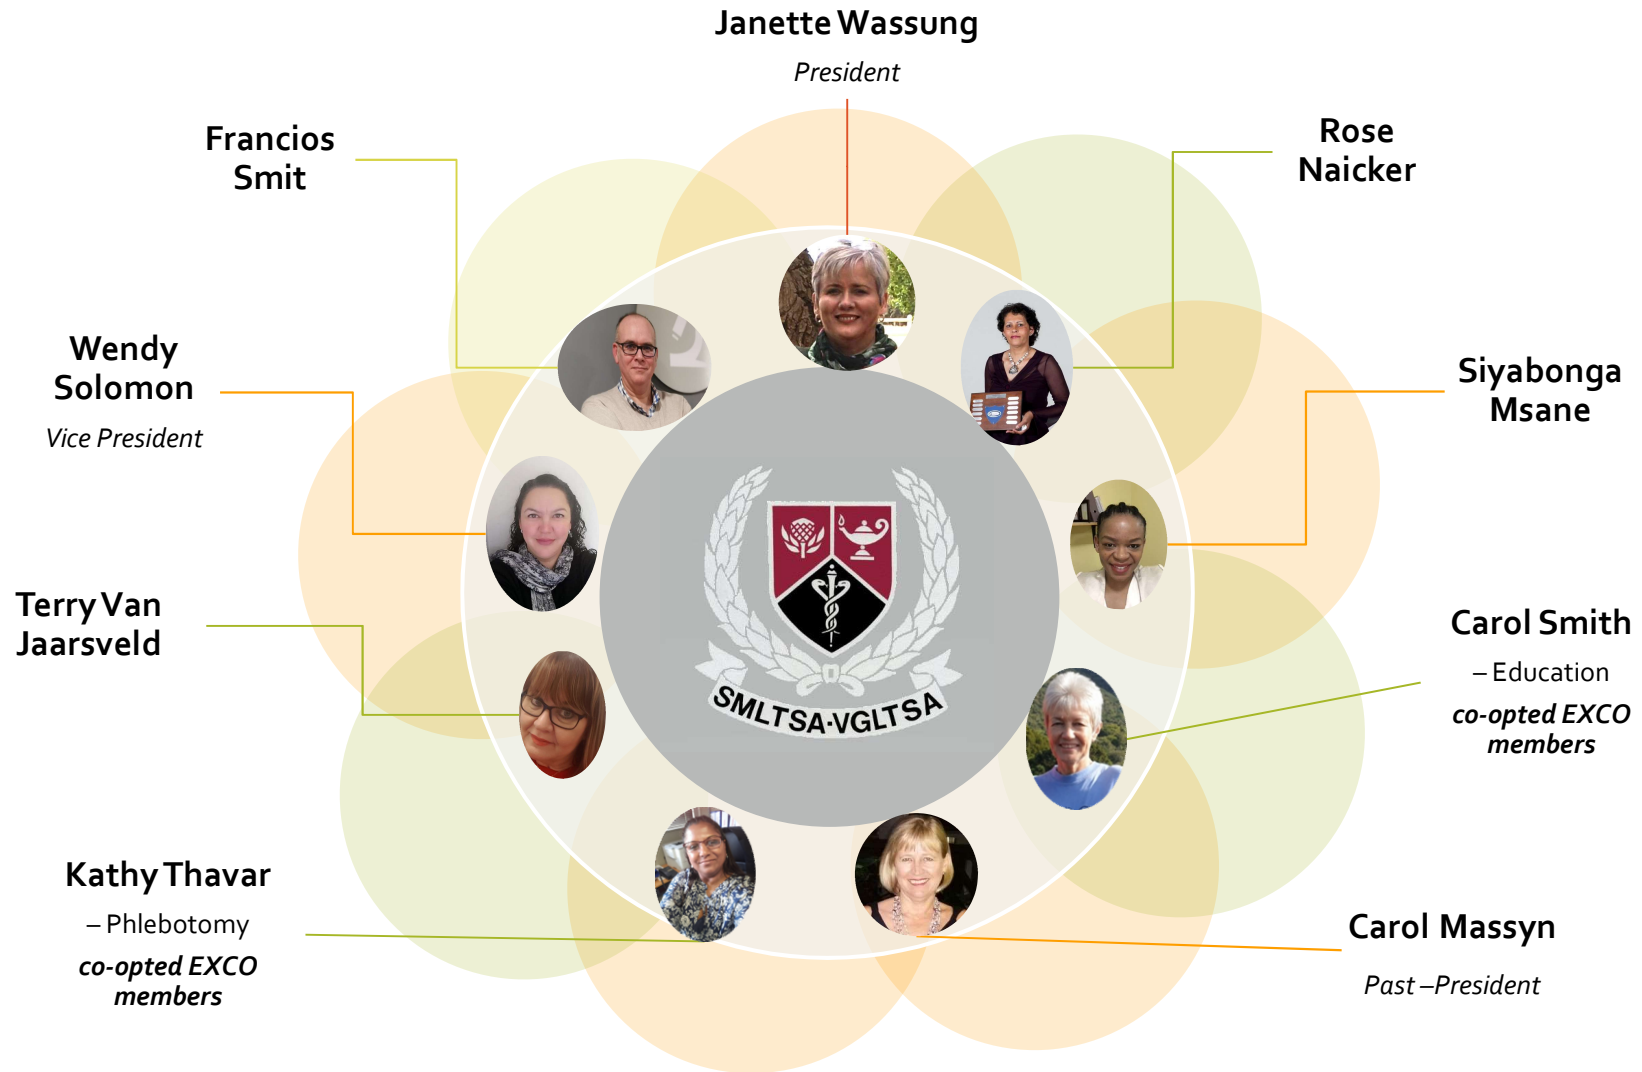 Janette Wassung
President
Francios
Smit
Rose
Naicker
Wendy
Solomon
Vice President
Siyabonga
Msane
Terry Van
Jaarsveld
Carol Smith
– Education
co-opted EXCO
members
Kathy Thavar
– Phlebotomy
co-opted EXCO
members
Carol Massyn
Past –President
SMLTSA·VGLTSA